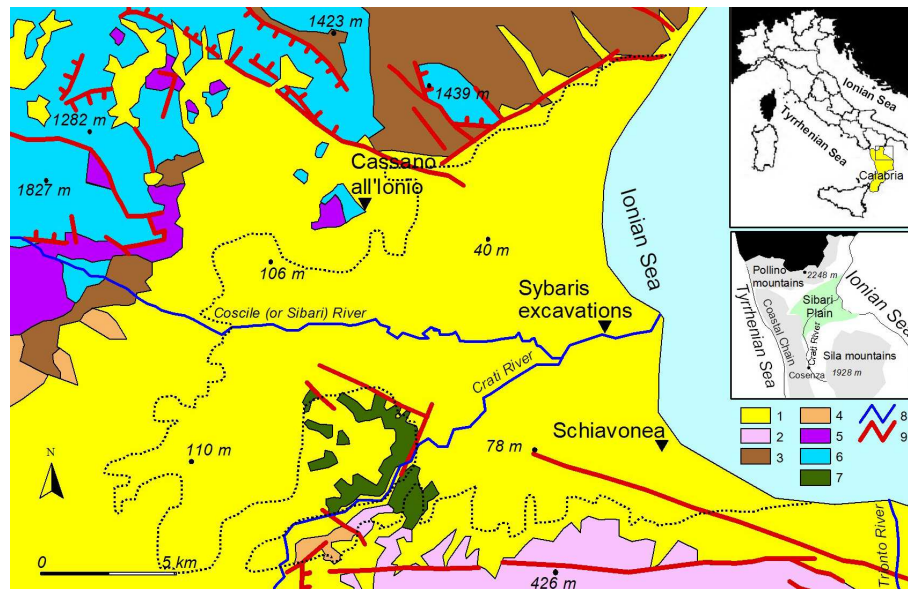 1423 m
1439 m
1282 m
1827 m
Cassano
all'Ionio
Ionian Sea
40 m
106 m
Sybaris
excavations
Coscile (or Sibari) River
Crati River
Schiavonea
78 m
110 m
N
0 5 km
426 m
Trionto River
Ionian Sea
Tyrrhenian Sea
Calabria
Pollino
mountains
2248 m
Sibari
Plain
Ionian Sea
Tyrrhenian Sea
Coastal Chain
Crati River
Cosenza
Sila mountains
1928 m
1 4 8
2 5 9
3 6
7